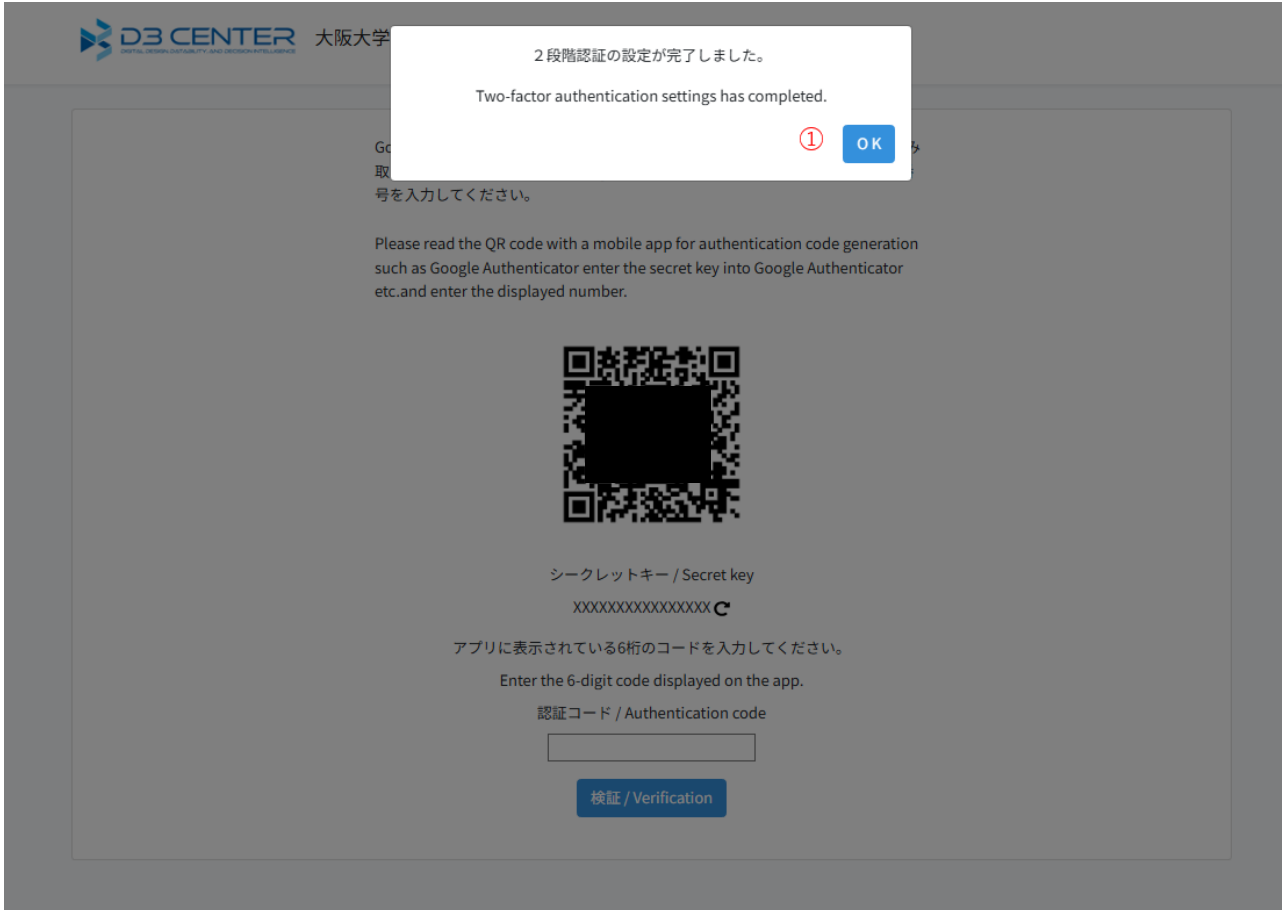 D3 CENTER 大阪大学
DIGITAL DESIGN, DATABILITY, AND DECISION INTELLIGENCE
２段階認証の設定が完了しました。
Two-factor authentication settings has completed.
① OK
み
取
号を入力してください。
Please read the QR code with a mobile app for authentication code generation
such as Google Authenticator enter the secret key into Google Authenticator
etc.and enter the displayed number.
シークレットキー / Secret key
XXXXXXXXXXXXXXXX
アプリに表示されている6桁のコードを入力してください。
Enter the 6-digit code displayed on the app.
認証コード / Authentication code
検証 / Verification